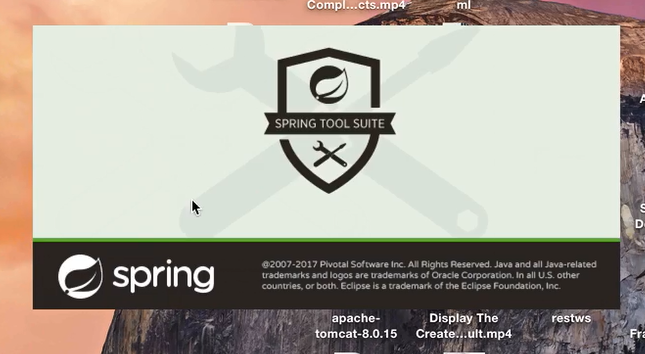 Compl...cts.mp4
ml
SPRING TOOL SUITE
spring
@2007-2017 Pivotal Software Inc. All Rights Reserved. Java and all Java-related
trademarks and logos are trademarks of Oracle Corporation. In all U.S. other
countries, or both. Eclipse is a trademark of the Eclipse Foundation, Inc.
apache-
tomcat-8.0.15
Display The
Create...ult.mp4
restws